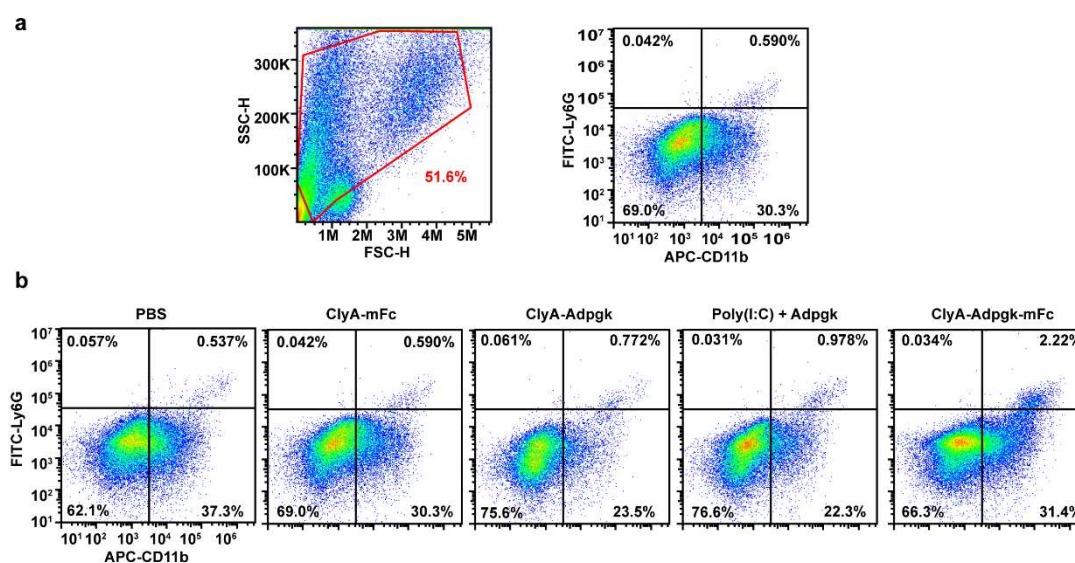 a
300K
200K
100K
SSC-H
51.6%
1M 2M 3M 4M 5M
FSC-H
10⁷
10⁶
10⁵
10⁴
10³
10²
10¹
FITC-Ly6G
0.042% 0.590%
69.0% 30.3%
10¹ 10² 10³ 10⁴ 10⁵ 10⁶
APC-CD11b
b
PBS ClyA-mFc ClyA-Adpgk Poly(I:C) + Adpgk ClyA-Adpgk-mFc
10⁷
10⁶
10⁵
10⁴
10³
10²
10¹
FITC-Ly6G
0.057% 0.537% 0.042% 0.590% 0.061% 0.772% 0.031% 0.978% 0.034% 2.22%
62.1% 37.3% 69.0% 30.3% 75.6% 23.5% 76.6% 22.3% 66.3% 31.4%
10¹ 10² 10³ 10⁴ 10⁵ 10⁶
APC-CD11b